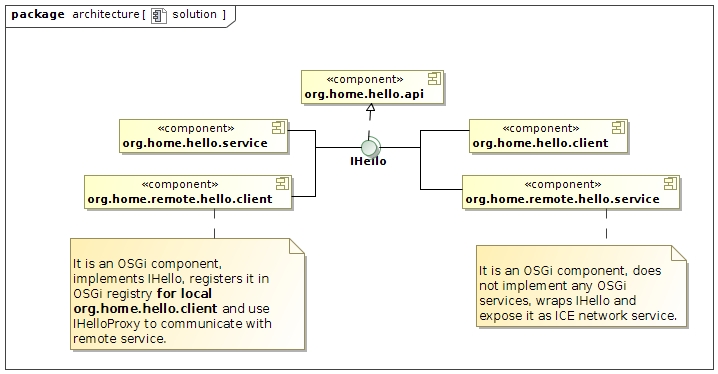 package architecture [ solution ]
«component»
org.home.hello.api
«component»
org.home.hello.service
IHello
«component»
org.home.hello.client
«component»
org.home.remote.hello.client
«component»
org.home.remote.hello.service
It is an OSGi component,
implements IHello, registers it in
OSGi registry for local
org.home.hello.client and use
IHelloProxy to communicate with
remote service.
It is an OSGi component, does
not implement any OSGi
services, wraps IHello and
expose it as ICE network service.